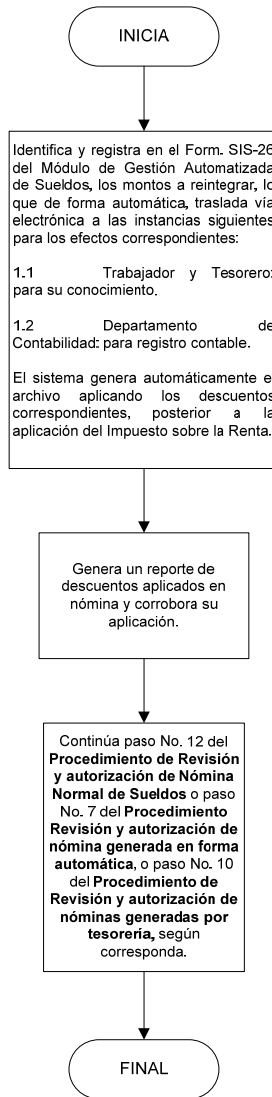 INICIA
Identifica y registra en el Form. SIS-26
del Módulo de Gestión Automatizada
de Sueldos, los montos a reintegrar, lo
que de forma automática, traslada vía
electrónica a las instancias siguientes
para los efectos correspondientes:
1.1 Trabajador y Tesorero:
para su conocimiento.
1.2 Departamento de
Contabilidad: para registro contable.
El sistema genera automáticamente el
archivo aplicando los descuentos
correspondientes, posterior a la
aplicación del Impuesto sobre la Renta.
Genera un reporte de
descuentos aplicados en
nómina y corrobora su
aplicación.
Continúa paso No. 12 del
Procedimiento de Revisión
y autorización de Nómina
Normal de Sueldos o paso
No. 7 del Procedimiento
Revisión y autorización de
nómina generada en forma
automática, o paso No. 10
del Procedimiento de
Revisión y autorización de
nóminas generadas por
tesorería, según
corresponda.
FINAL